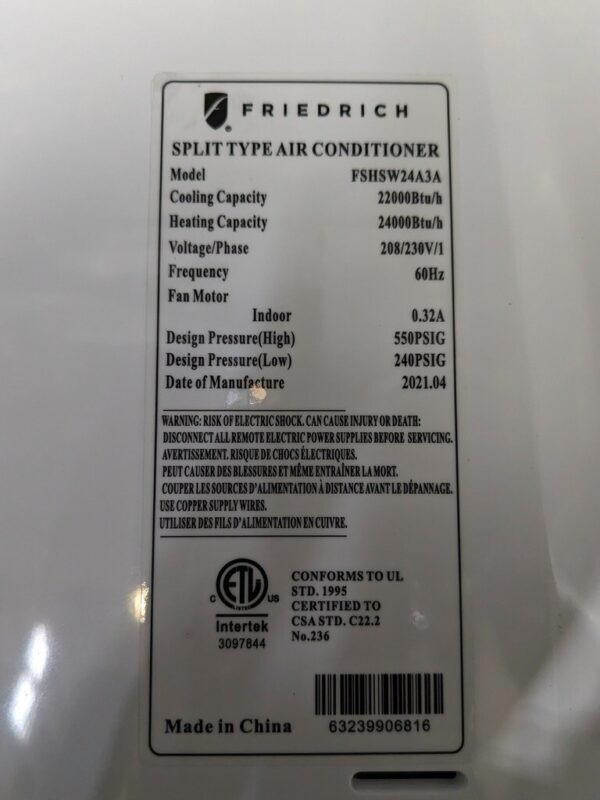 FRIEDRICH
®
SPLIT TYPE AIR CONDITIONER
Model FSHSW24A3A
Cooling Capacity 22000Btu/h
Heating Capacity 24000Btu/h
Voltage/Phase 208/230V/1
Frequency 60Hz
Fan Motor
Indoor 0.32A
Design Pressure(High) 550PSIG
Design Pressure(Low) 240PSIG
Date of Manufacture 2021.04
WARNING: RISK OF ELECTRIC SHOCK. CAN CAUSE INJURY OR DEATH:
DISCONNECT ALL REMOTE ELECTRIC POWER SUPPLIES BEFORE SERVICING.
AVERTISSEMENT. RISQUE DE CHOCS ÉLECTRIQUES.
PEUT CAUSER DES BLESSURES ET MÊME ENTRAÎNER LA MORT.
COUPER LES SOURCES D'ALIMENTATION À DISTANCE AVANT LE DÉPANNAGE.
USE COPPER SUPPLY WIRES.
UTILISER DES FILS D'ALIMENTATION EN CUIVRE.
C ETL US
Intertek
3097844
CONFORMS TO UL
STD. 1995
CERTIFIED TO
CSA STD. C22.2
No.236
Made in China 63239906816